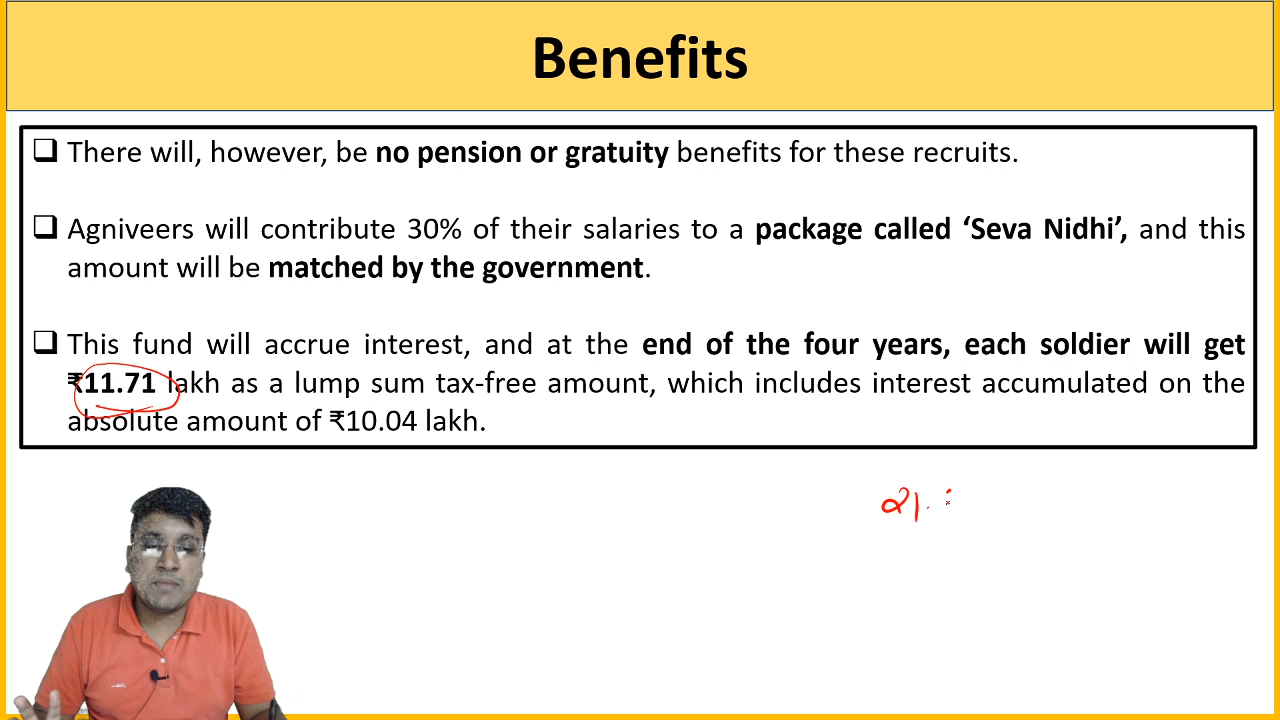 Benefits
❑ There will, however, be no pension or gratuity benefits for these recruits.
❑ Agniveers will contribute 30% of their salaries to a package called ‘Seva Nidhi’, and this
amount will be matched by the government.
❑ This fund will accrue interest, and at the end of the four years, each soldier will get
₹11.71 lakh as a lump sum tax-free amount, which includes interest accumulated on the
absolute amount of ₹10.04 lakh.